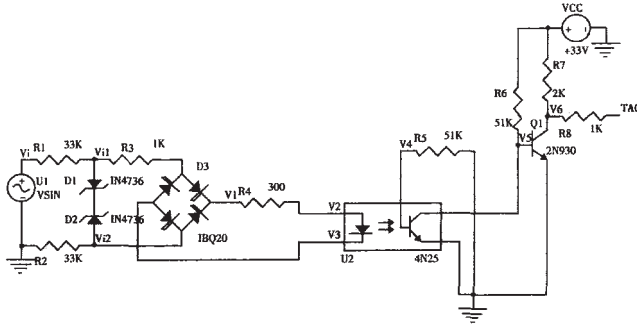 VCC
+ -
+33V
R7
R6
2K
V6
TAC
51K
Q1
R8
V5
1K
2N930
Vi
R1
33K
Vi1
R3
1K
V4
R5
51K
U1
VSIN
D1
IN4736
D3
V1
R4
300
V2
D2
IN4736
V3
IBQ20
Vi2
R2
33K
U2
4N25